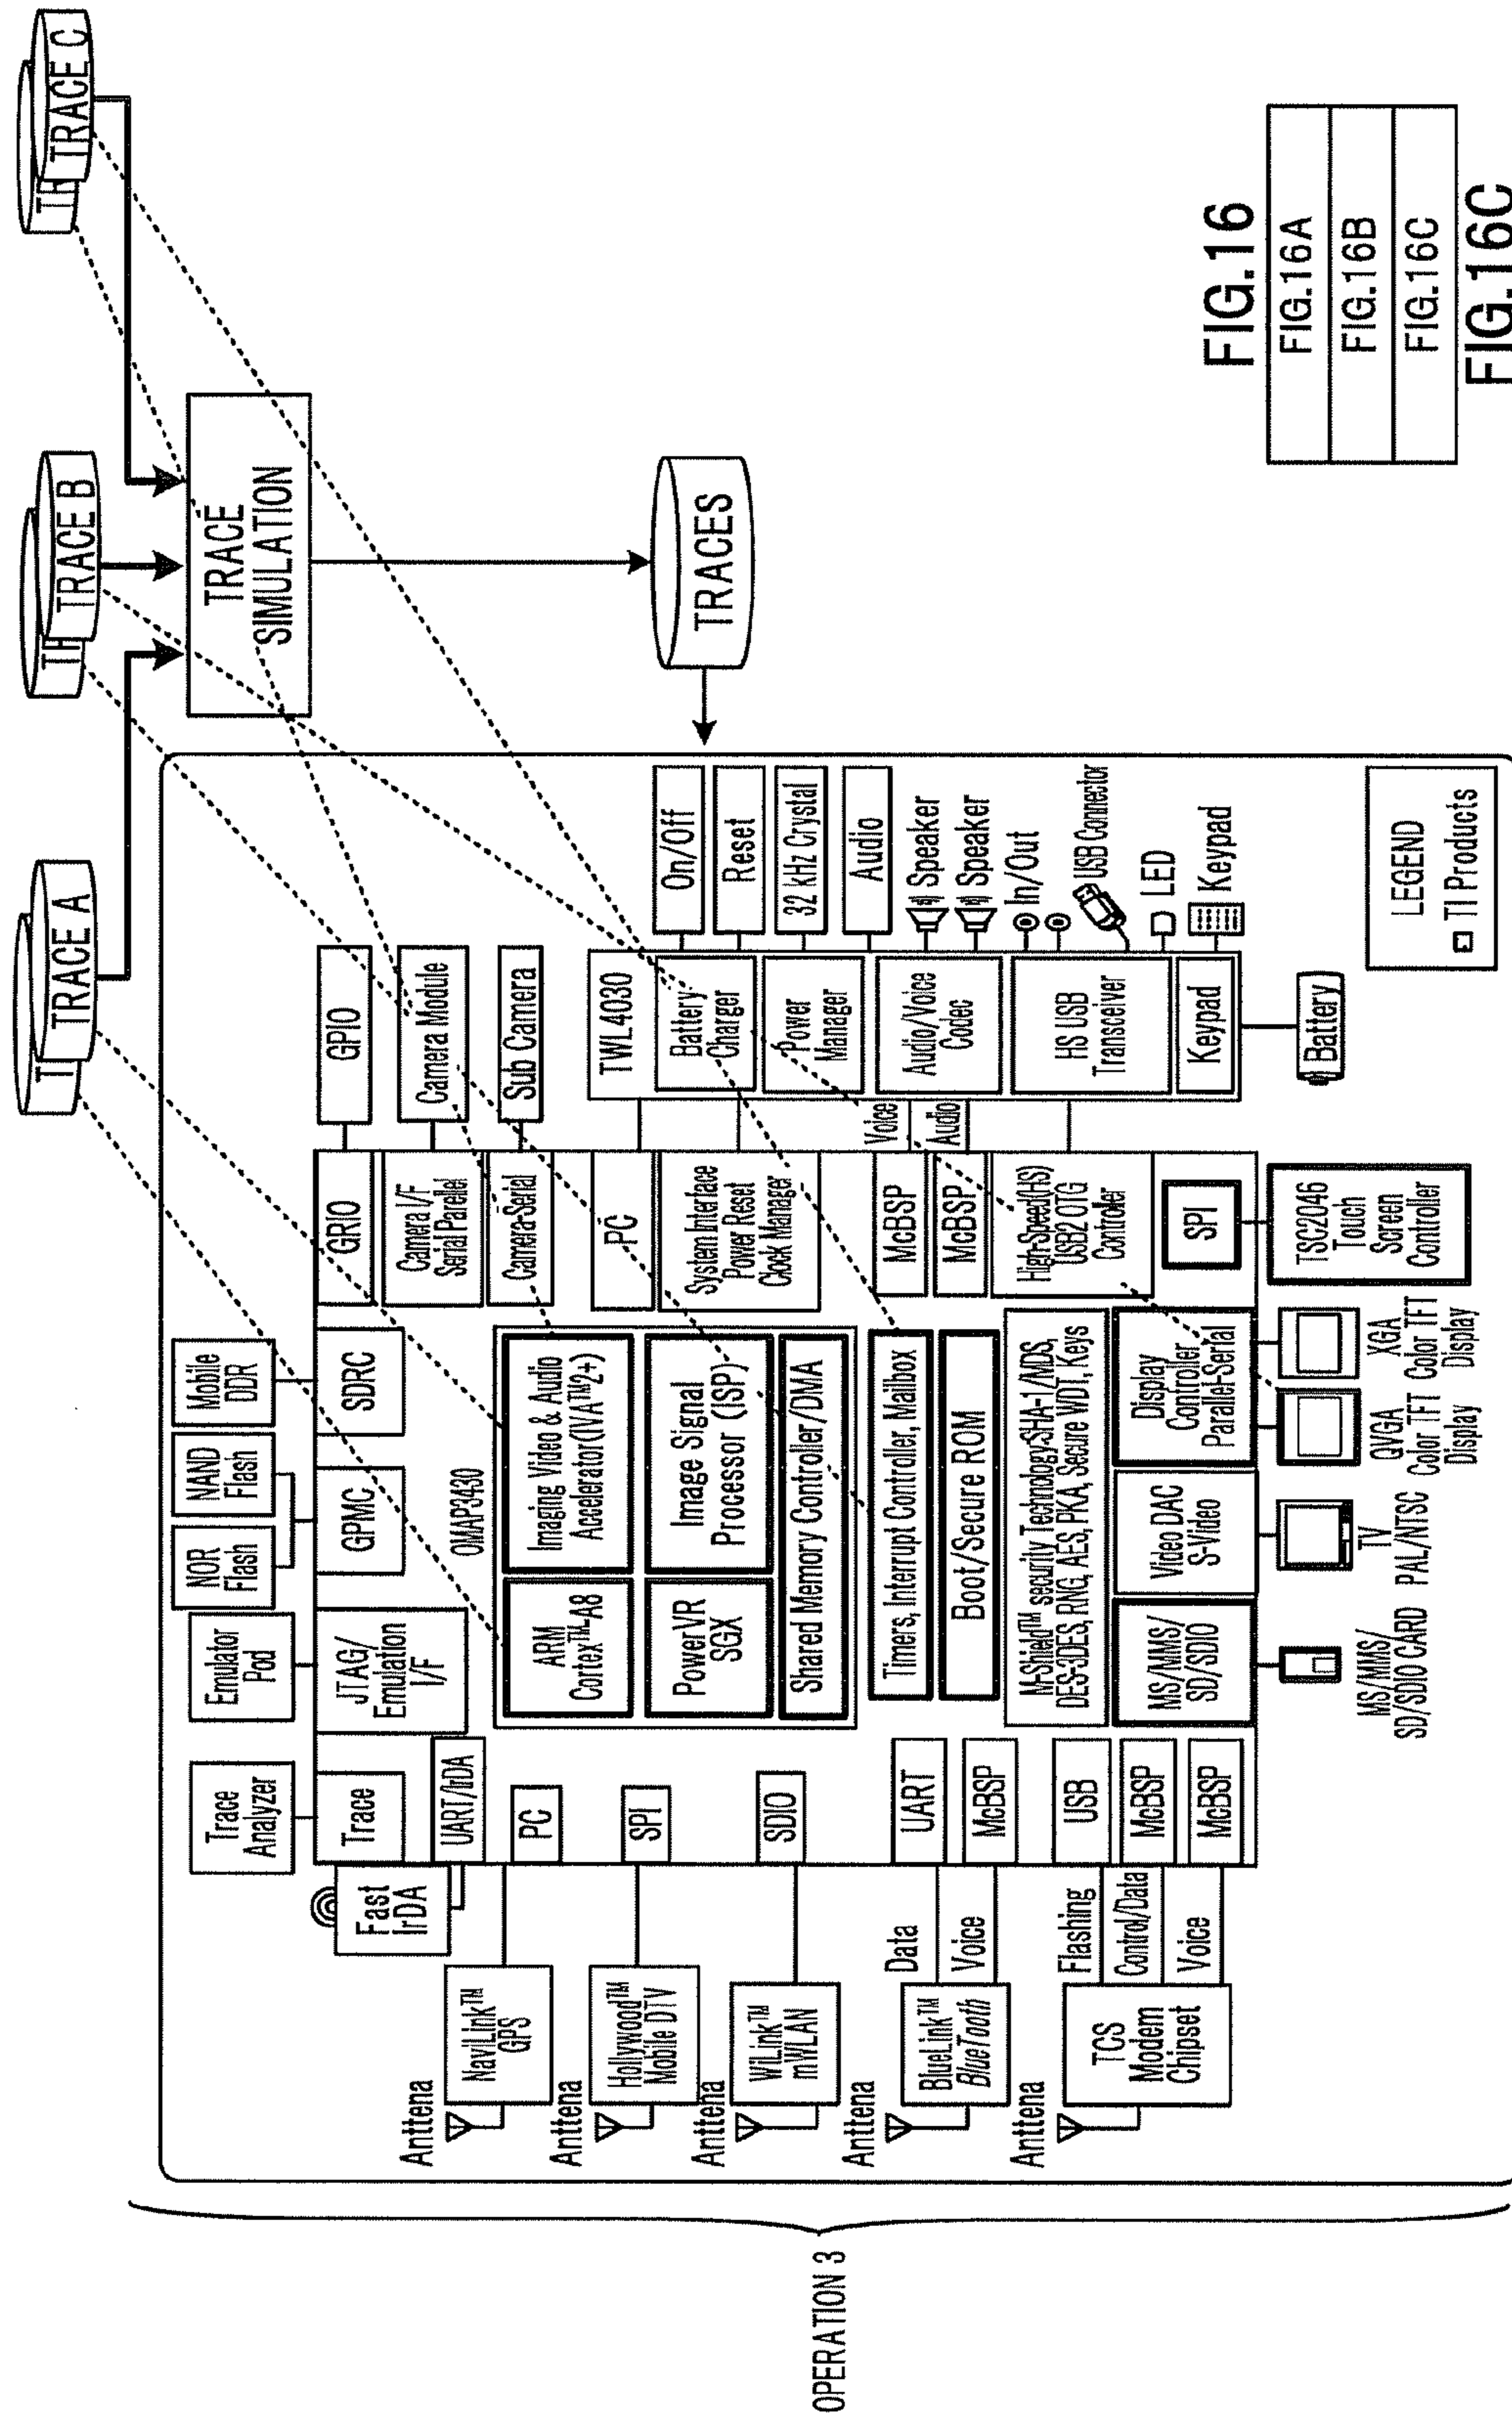 TRACE A
TRACE B
TRACE C
TRACE
SIMULATION
TRACES
OPERATION 3
Trace
Analyzer
Emulator
Pod
NOR
Flash
NAND
Flash
Mobile
DDR
GPIO
Camera Module
Sub Camera
Fast
IrDA
Trace
JTAG/
Emulation
I/F
GPMC
SDRC
GRIO
Camera I/F
Serial Parellel
Camera-Serial
UART/IrDA
PC
SPI
SDIO
UART
McBSP
USB
McBSP
McBSP
OMAP3430
ARM
Cortex™-A8
Imaging Video & Audio
Accelerator(IVA™2+)
PowerVR
SGX
Image Signal
Processor (ISP)
Shared Memory Controller/DMA
Timers, Interrupt Controller, Mailbox
Boot/Secure ROM
M-Shield™ security TechnologySHA-1/MDS,
DES-3DES, RNG, AES, PKA, Secure WDT, Keys
MS/MMS/
SD/SDIO
Video DAC
S-Video
Display
Controller
Parallel-Serial
PC
System Interface
Power Reset
Clock Manager
McBSP
McBSP
High-Speed(HS)
USB2 OTG
Controller
SPI
Voice
Audio
TWL4030
Battery
Charger
Power
Manager
Audio/Voice
Codec
HS USB
Transceiver
Keypad
On/Off
Reset
32 kHz Crystal
Audio
Speaker
Speaker
In/Out
USB Connector
LED
Keypad
Battery
Anttena
NaviLink™
GPS
Anttena
Hollywood™
Mobile DTV
Anttena
WiLink™
mWLAN
Anttena
BlueLink™
BlueTooth
Data
Voice
Anttena
TCS
Modem
Chipset
Flashing
Control/Data
Voice
MS/MMS/
SD/SDIO CARD
TV
PAL/NTSC
QVGA
Color TFT
Display
XGA
Color TFT
Display
TSC2046
Touch
Screen
Controller
LEGEND
TI Products
FIG.16
FIG.16A
FIG.16B
FIG.16C
FIG.16C